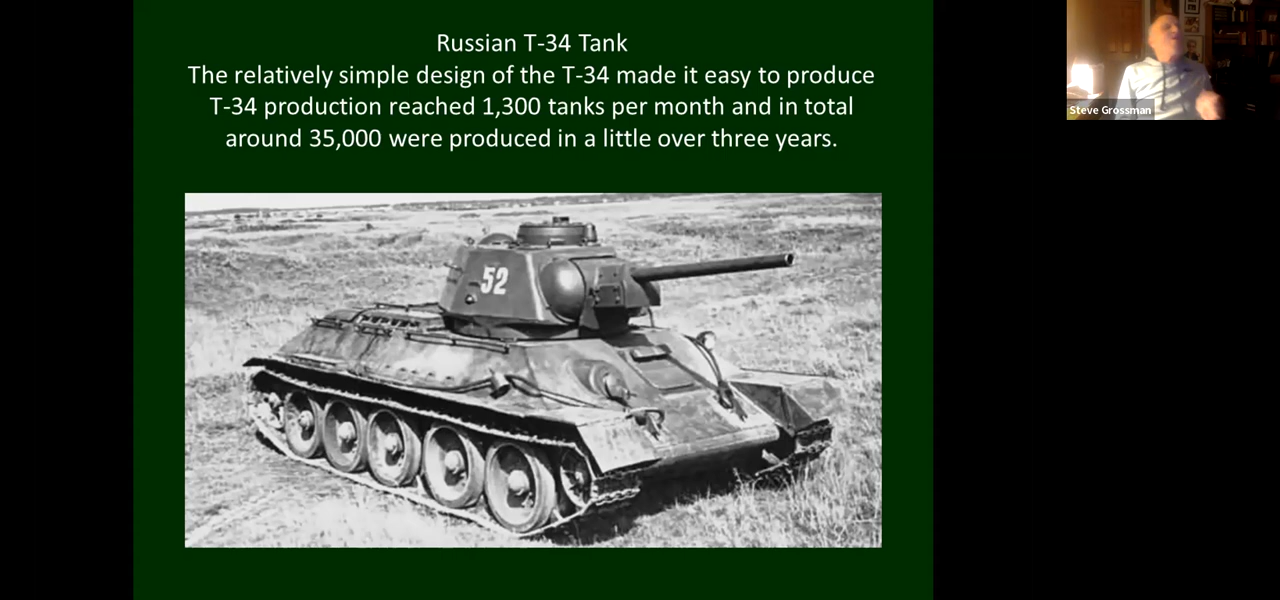 Russian T-34 Tank
The relatively simple design of the T-34 made it easy to produce
T-34 production reached 1,300 tanks per month and in total
around 35,000 were produced in a little over three years.
52
Steve Grossman